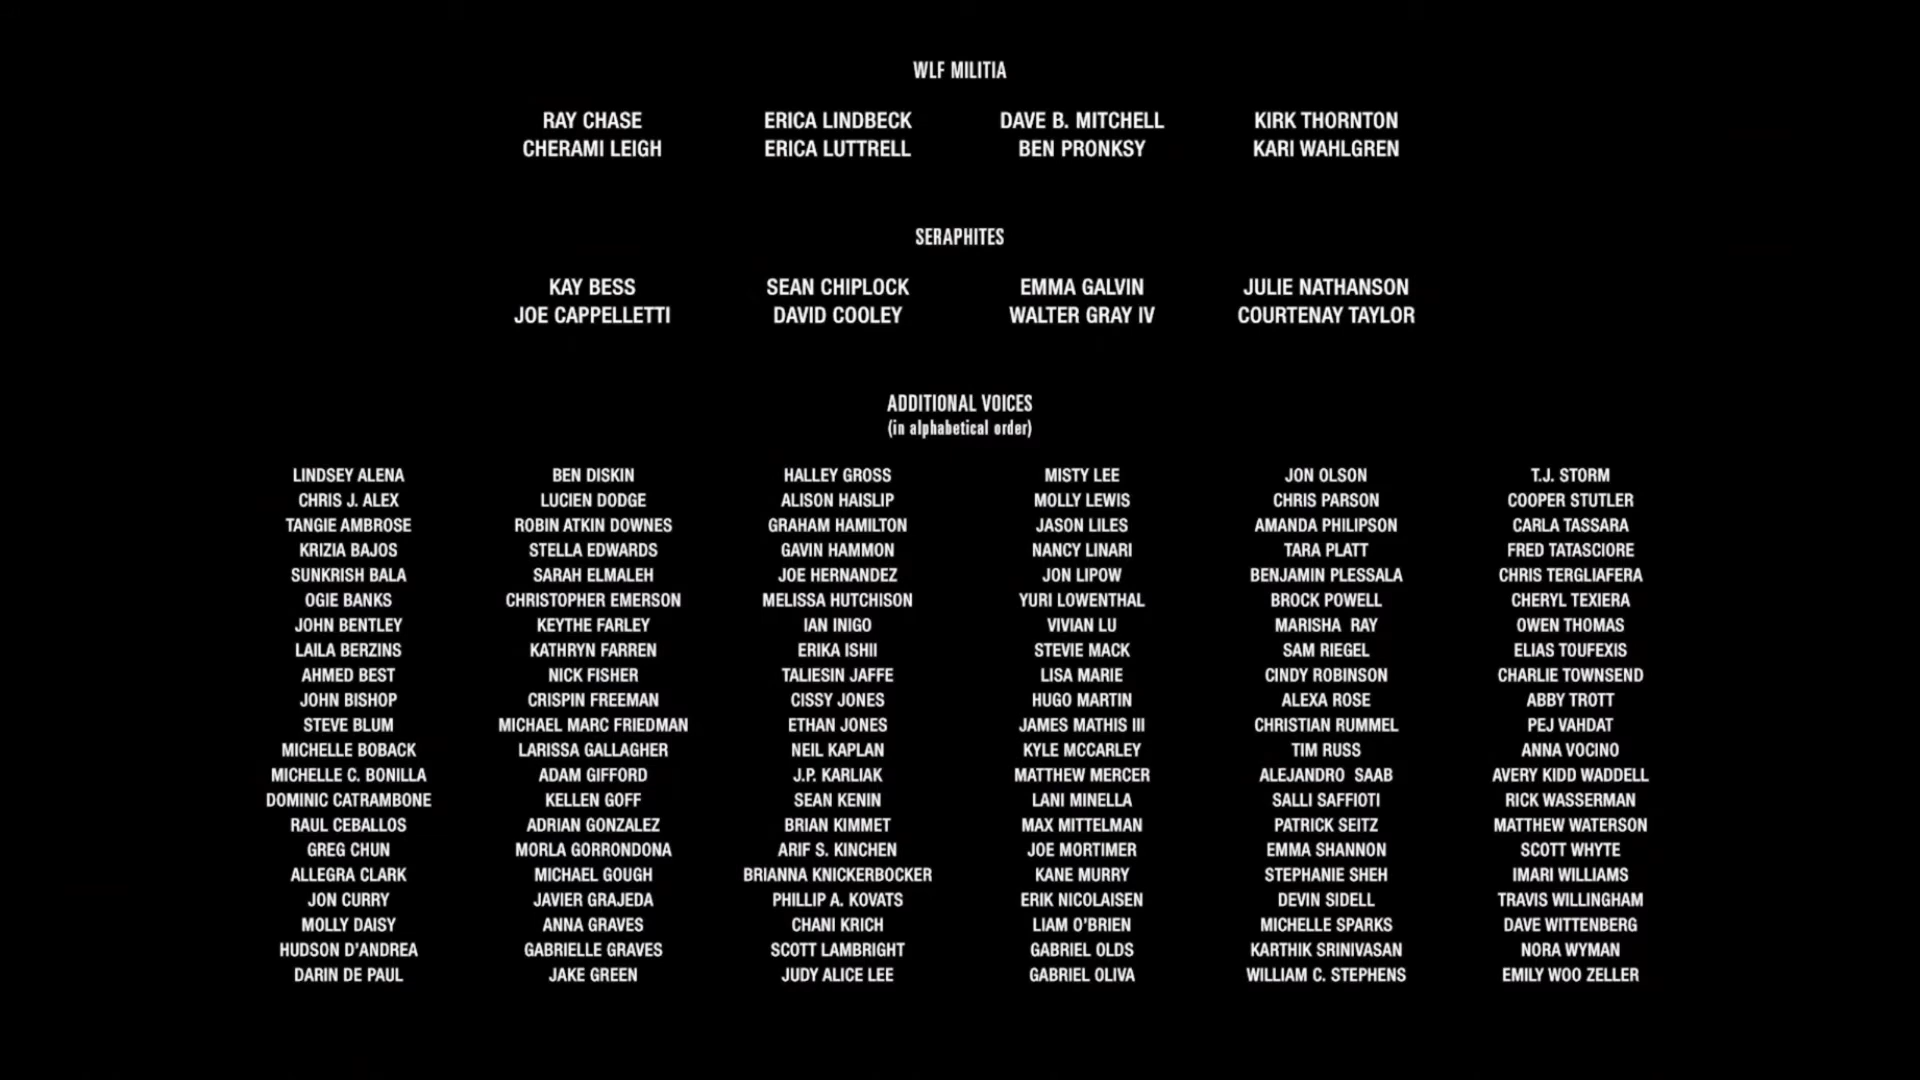 WLF MILITIA
RAY CHASE ERICA LINDBECK DAVE B. MITCHELL KIRK THORNTON
CHERAMI LEIGH ERICA LUTTRELL BEN PRONKSY KARI WAHLGREN
SERAPHITES
KAY BESS SEAN CHIPLOCK EMMA GALVIN JULIE NATHANSON
JOE CAPPELLETTI DAVID COOLEY WALTER GRAY IV COURTENAY TAYLOR
ADDITIONAL VOICES
(in alphabetical order)
LINDSEY ALENA BEN DISKIN HALLEY GROSS MISTY LEE JON OLSON T.J. STORM
CHRIS J. ALEX LUCIEN DODGE ALISON HAISLIP MOLLY LEWIS CHRIS PARSON COOPER STUTLER
TANGIE AMBROSE ROBIN ATKIN DOWNES GRAHAM HAMILTON JASON LILES AMANDA PHILIPSON CARLA TASSARA
KRIZIA BAJOS STELLA EDWARDS GAVIN HAMMON NANCY LINARI TARA PLATT FRED TATASCIORE
SUNKRISH BALA SARAH ELMALEH JOE HERNANDEZ JON LIPOW BENJAMIN PLESSALA CHRIS TERGLIAFERA
OGIE BANKS CHRISTOPHER EMERSON MELISSA HUTCHISON YURI LOWENTHAL BROCK POWELL CHERYL TEXIERA
JOHN BENTLEY KEYTHE FARLEY IAN INIGO VIVIAN LU MARISHA RAY OWEN THOMAS
LAILA BERZINS KATHRYN FARREN ERIKA ISHII STEVIE MACK SAM RIEGEL ELIAS TOUFEXIS
AHMED BEST NICK FISHER TALIESIN JAFFE LISA MARIE CINDY ROBINSON CHARLIE TOWNSEND
JOHN BISHOP CRISPIN FREEMAN CISSY JONES HUGO MARTIN ALEXA ROSE ABBY TROTT
STEVE BLUM MICHAEL MARC FRIEDMAN ETHAN JONES JAMES MATHIS III CHRISTIAN RUMMEL PEJ VAHDAT
MICHELLE BOBACK LARISSA GALLAGHER NEIL KAPLAN KYLE MCCARLEY TIM RUSS ANNA VOCINO
MICHELLE C. BONILLA ADAM GIFFORD J.P. KARLIAK MATTHEW MERCER ALEJANDRO SAAB AVERY KIDD WADDELL
DOMINIC CATRAMBONE KELLEN GOFF SEAN KENIN LANI MINELLA SALLI SAFFIOTI RICK WASSERMAN
RAUL CEBALLOS ADRIAN GONZALEZ BRIAN KIMMET MAX MITTELMAN PATRICK SEITZ MATTHEW WATERSON
GREG CHUN MORLA GORRONDONA ARIF S. KINCHEN JOE MORTIMER EMMA SHANNON SCOTT WHYTE
ALLEGRA CLARK MICHAEL GOUGH BRIANNA KNICKERBOCKER KANE MURRY STEPHANIE SHEH IMARI WILLIAMS
JON CURRY JAVIER GRAJEDA PHILLIP A. KOVATS ERIK NICOLAISEN DEVIN SIDELL TRAVIS WILLINGHAM
MOLLY DAISY ANNA GRAVES CHANI KRICH LIAM O'BRIEN MICHELLE SPARKS DAVE WITTENBERG
HUDSON D'ANDREA GABRIELLE GRAVES SCOTT LAMBRIGHT GABRIEL OLDS KARTHIK SRINIVASAN NORA WYMAN
DARIN DE PAUL JAKE GREEN JUDY ALICE LEE GABRIEL OLIVA WILLIAM C. STEPHENS EMILY WOO ZELLER